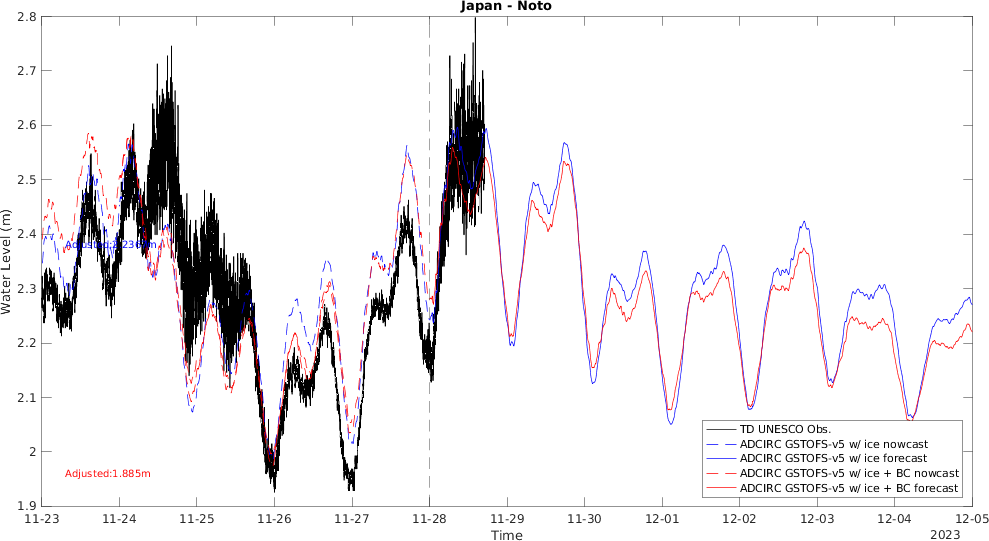 Japan - Noto
2.8
2.7
2.6
2.5
2.4
2.3
2.2
2.1
2
1.9
Water Level (m)
Adjusted:1.885m
TD UNESCO Obs.
ADCIRC GSTOFS-v5 w/ ice nowcast
ADCIRC GSTOFS-v5 w/ ice forecast
ADCIRC GSTOFS-v5 w/ ice + BC nowcast
ADCIRC GSTOFS-v5 w/ ice + BC forecast
11-23
11-24
11-25
11-26
11-27
11-28
11-29
11-30
12-01
12-02
12-03
12-04
12-05
Time
2023